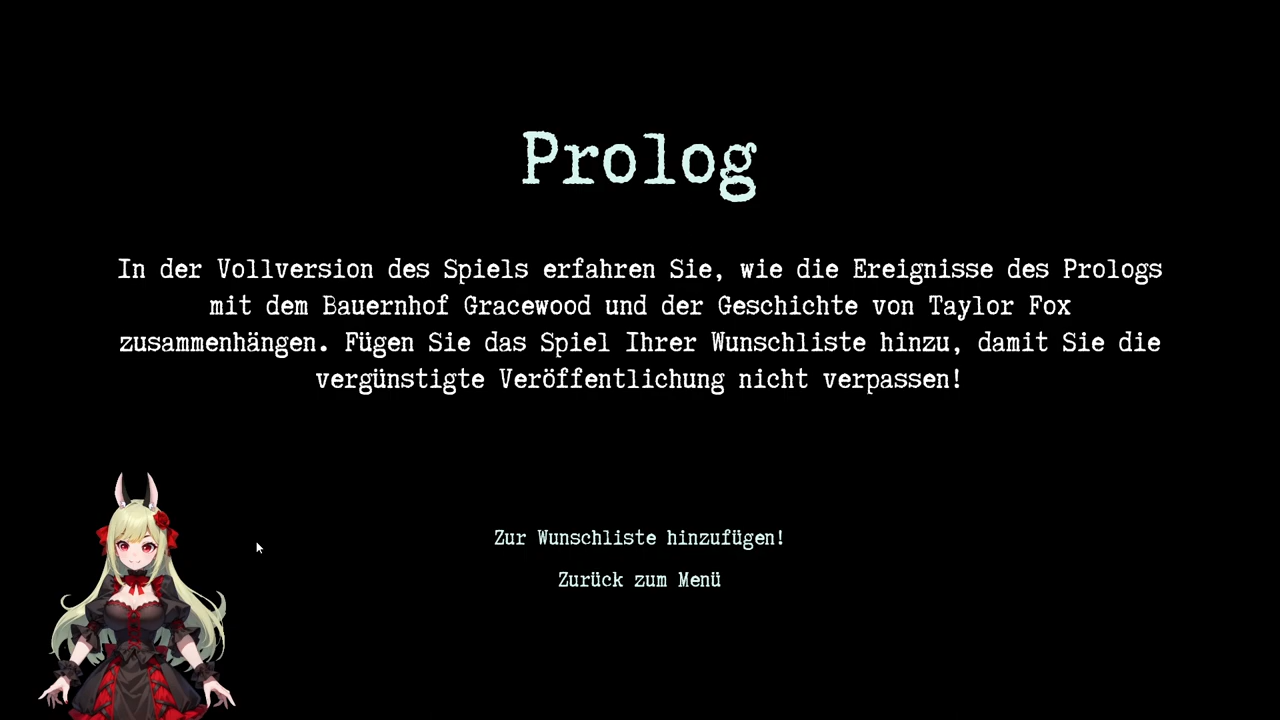 Prolog
In der Vollversion des Spiels erfahren Sie, wie die Ereignisse des Prologs
mit dem Bauernhof Gracewood und der Geschichte von Taylor Fox
zusammenhängen. Fügen Sie das Spiel Ihrer Wunschliste hinzu, damit Sie die
vergünstigte Veröffentlichung nicht verpassen!
Zur Wunschliste hinzufügen!
Zurück zum Menü